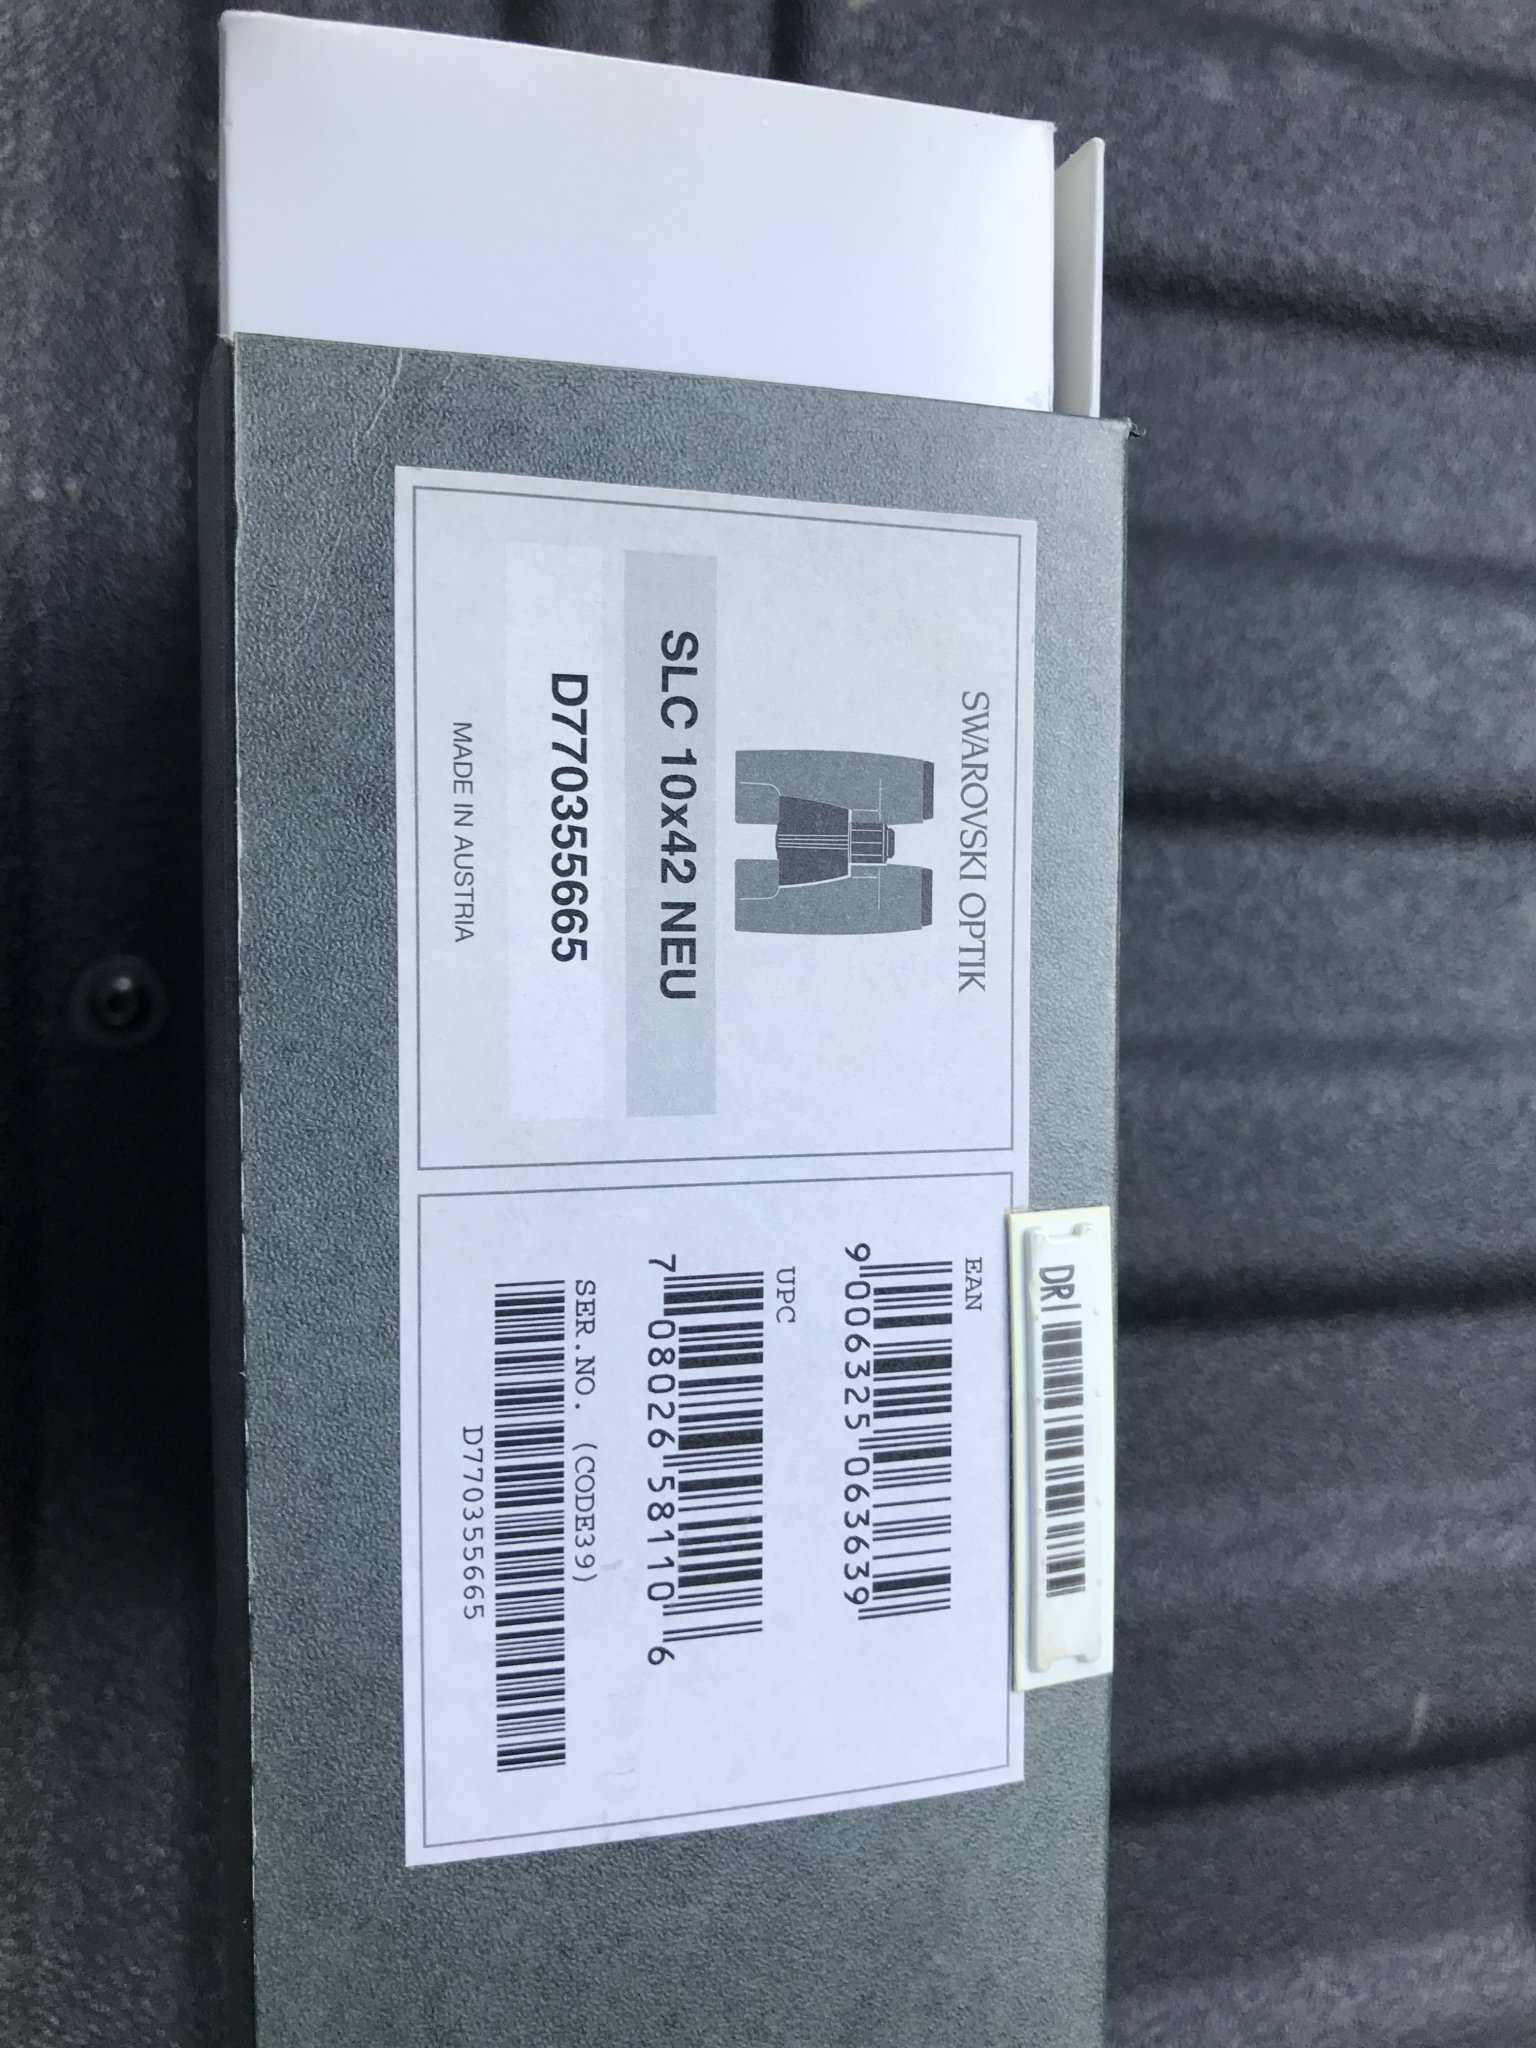 SWAROVSKI OPTIK
SLC 10x42 NEU
D770355665
MADE IN AUSTRIA
DRI
EAN
9 006325 063639
UPC
7 08026 58110 6
SER.NO. (CODE39)
D770355665